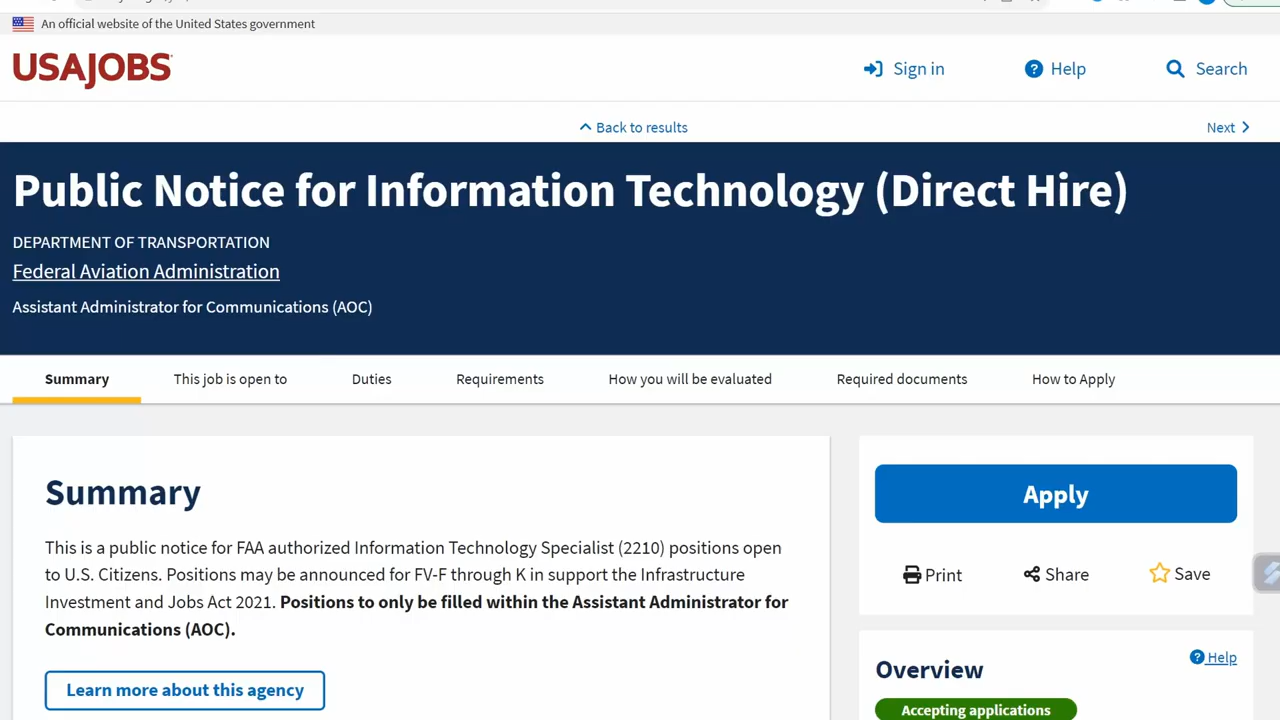 An official website of the United States government
USAJOBS
Sign in
Help
Search
Back to results
Next
Public Notice for Information Technology (Direct Hire)
DEPARTMENT OF TRANSPORTATION
Federal Aviation Administration
Assistant Administrator for Communications (AOC)
Summary
This job is open to
Duties
Requirements
How you will be evaluated
Required documents
How to Apply
Summary
This is a public notice for FAA authorized Information Technology Specialist (2210) positions open
to U.S. Citizens. Positions may be announced for FV-F through K in support the Infrastructure
Investment and Jobs Act 2021. Positions to only be filled within the Assistant Administrator for
Communications (AOC).
Learn more about this agency
Apply
Print
Share
Save
Overview
Help
Accepting applications